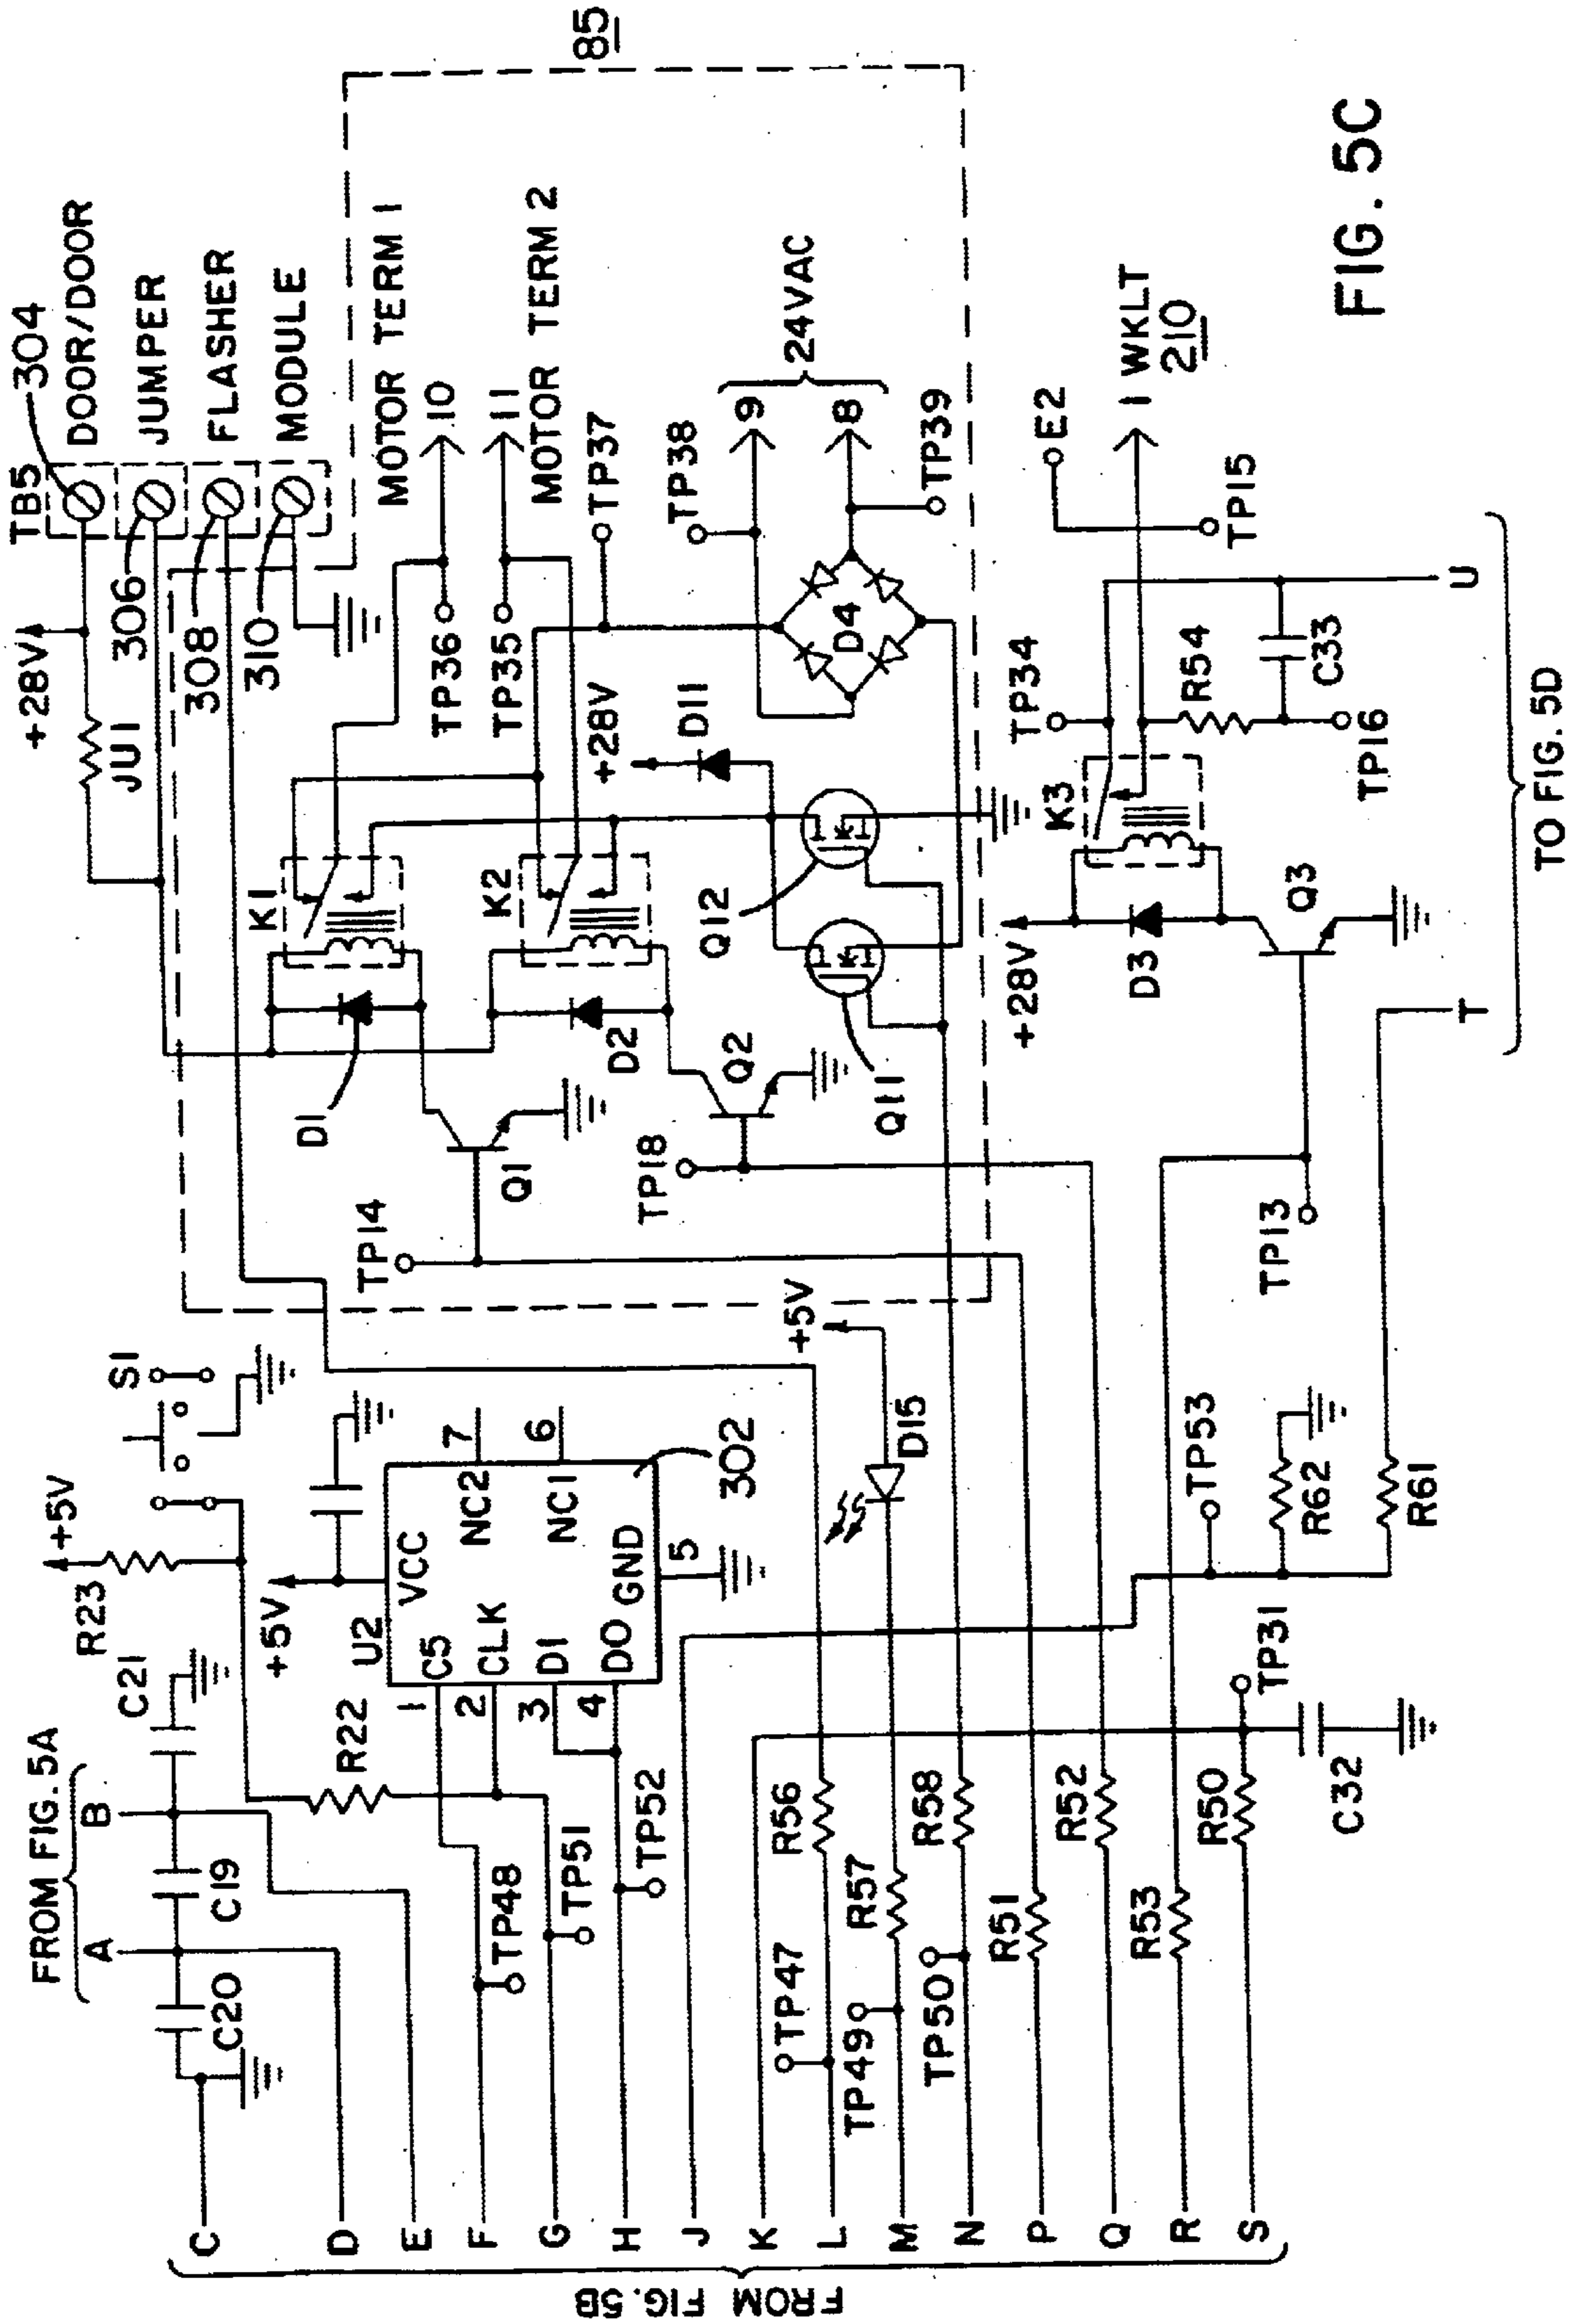 FROM FIG. 5A
A
B
C20
C19
C21
R23
+5V
S1
+28V
JU1
TB5
304
DOOR/DOOR
306
JUMPER
308
FLASHER
310
MODULE
85
MOTOR TERM 1
10
TP36
11
TP35
MOTOR TERM 2
TP37
TP38
24VAC
9
8
TP39
D4
+28V
D11
K1
D1
K2
D2
Q1
TP14
Q2
TP18
Q12
Q11
R22
+5V
U2
VCC
1
C5
2
CLK
3
DI
4
DO
NC2
7
NC1
6
GND
5
302
TP48
TP51
TP52
+5V
D15
TP47
R56
R57
TP49
R58
TP50
R51
R52
R53
R50
TP31
C32
TP53
R62
R61
TP13
Q3
D3
+28V
K3
TP34
R54
C33
TP16
E2
TP15
1 WKLT
210
T
U
TO FIG. 5D
FROM FIG. 5B
C
D
E
F
G
H
J
K
L
M
N
P
Q
R
S
FIG. 5C